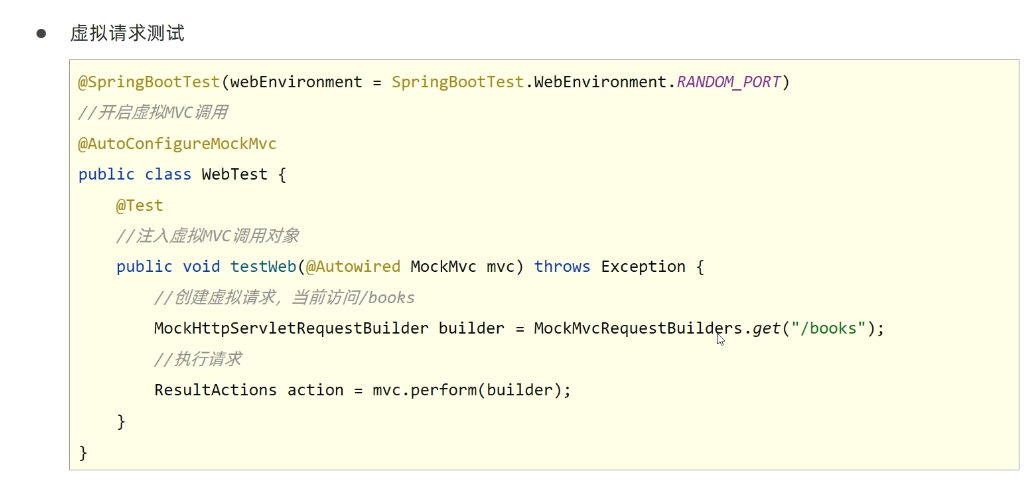 ● 虚拟请求测试
@SpringBootTest(webEnvironment = SpringBootTest.WebEnvironment.RANDOM_PORT)
//开启虚拟MVC调用
@AutoConfigureMockMvc
public class WebTest {
    @Test
    //注入虚拟MVC调用对象
    public void testWeb(@Autowired MockMvc mvc) throws Exception {
        //创建虚拟请求，当前访问/books
        MockHttpServletRequestBuilder builder = MockMvcRequestBuilders.get("/books");
        //执行请求
        ResultActions action = mvc.perform(builder);
    }
}